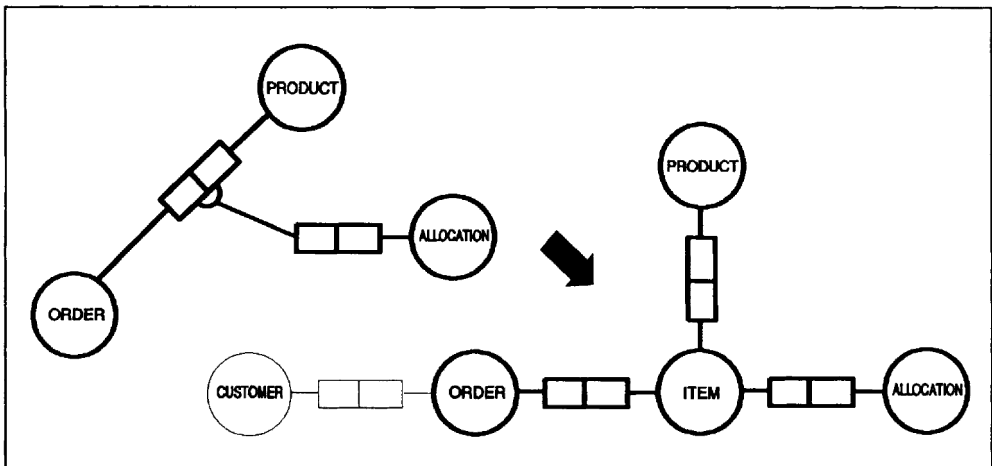 PRODUCT
ALLOCATION
ORDER
PRODUCT
CUSTOMER
ORDER
ITEM
ALLOCATION